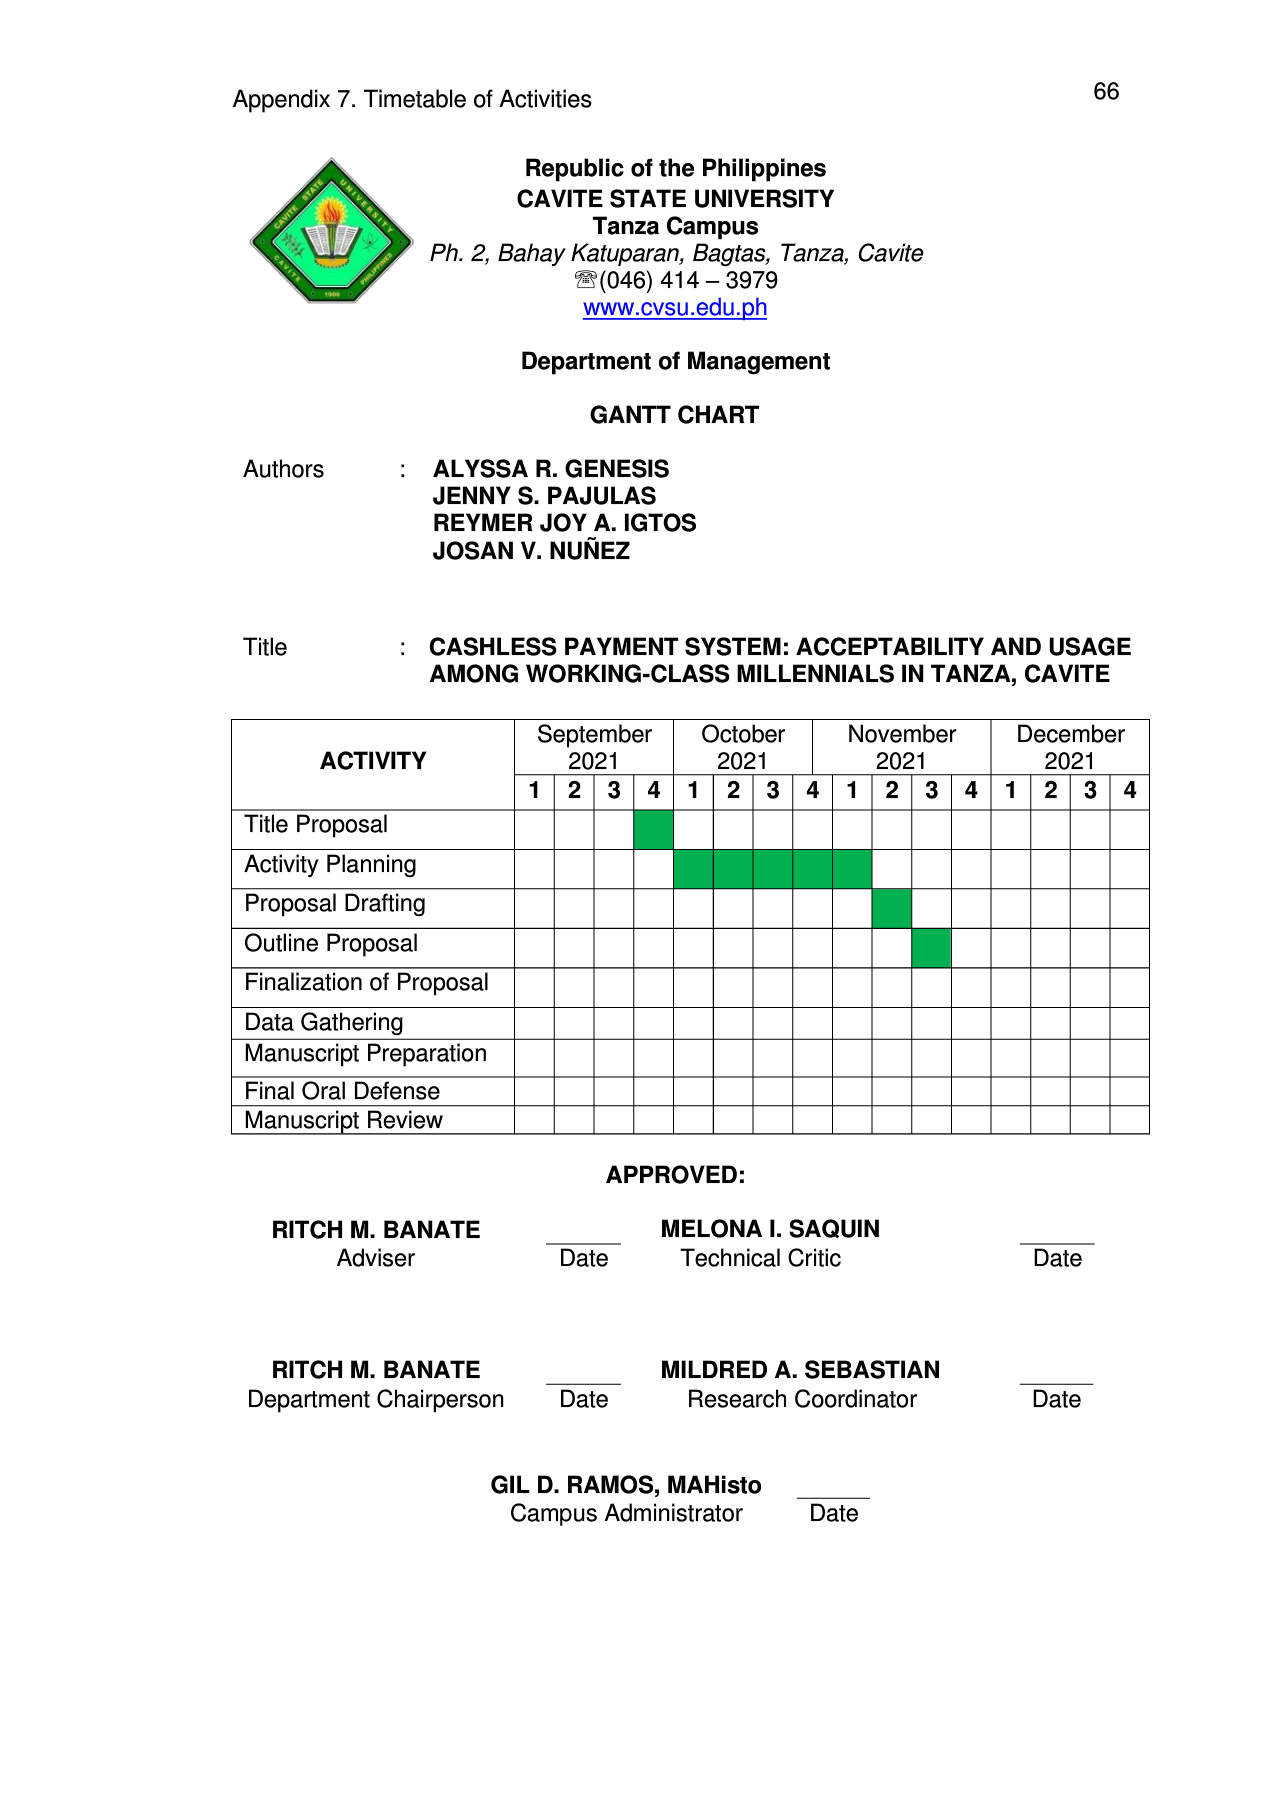 Appendix 7. Timetable of Activities
66
CAVITE STATE UNIVERSITY
CAVITE PHILIPPINES
1906
Republic of the Philippines
CAVITE STATE UNIVERSITY
Tanza Campus
Ph. 2, Bahay Katuparan, Bagtas, Tanza, Cavite
☏(046) 414 – 3979
www.cvsu.edu.ph
Department of Management
GANTT CHART
Authors : ALYSSA R. GENESIS
JENNY S. PAJULAS
REYMER JOY A. IGTOS
JOSAN V. NUÑEZ
Title : CASHLESS PAYMENT SYSTEM: ACCEPTABILITY AND USAGE
AMONG WORKING-CLASS MILLENNIALS IN TANZA, CAVITE
ACTIVITY
September 2021
October 2021
November 2021
December 2021
1 2 3 4 1 2 3 4 1 2 3 4 1 2 3 4
Title Proposal
Activity Planning
Proposal Drafting
Outline Proposal
Finalization of Proposal
Data Gathering
Manuscript Preparation
Final Oral Defense
Manuscript Review
APPROVED:
RITCH M. BANATE ______ MELONA I. SAQUIN ______
Adviser Date Technical Critic Date
RITCH M. BANATE ______ MILDRED A. SEBASTIAN ______
Department Chairperson Date Research Coordinator Date
GIL D. RAMOS, MAHisto ______
Campus Administrator Date